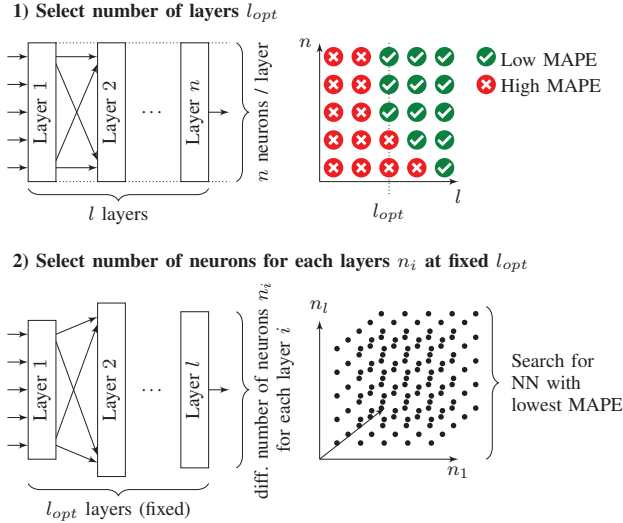 1) Select number of layers l_opt
Layer 1
Layer 2
...
Layer n
n neurons / layer
l layers
n
l_opt
l
Low MAPE
High MAPE
2) Select number of neurons for each layers n_i at fixed l_opt
Layer 1
Layer 2
...
Layer l
diff. number of neurons n_i
for each layer i
l_opt layers (fixed)
n_l
n_1
Search for
NN with
lowest MAPE